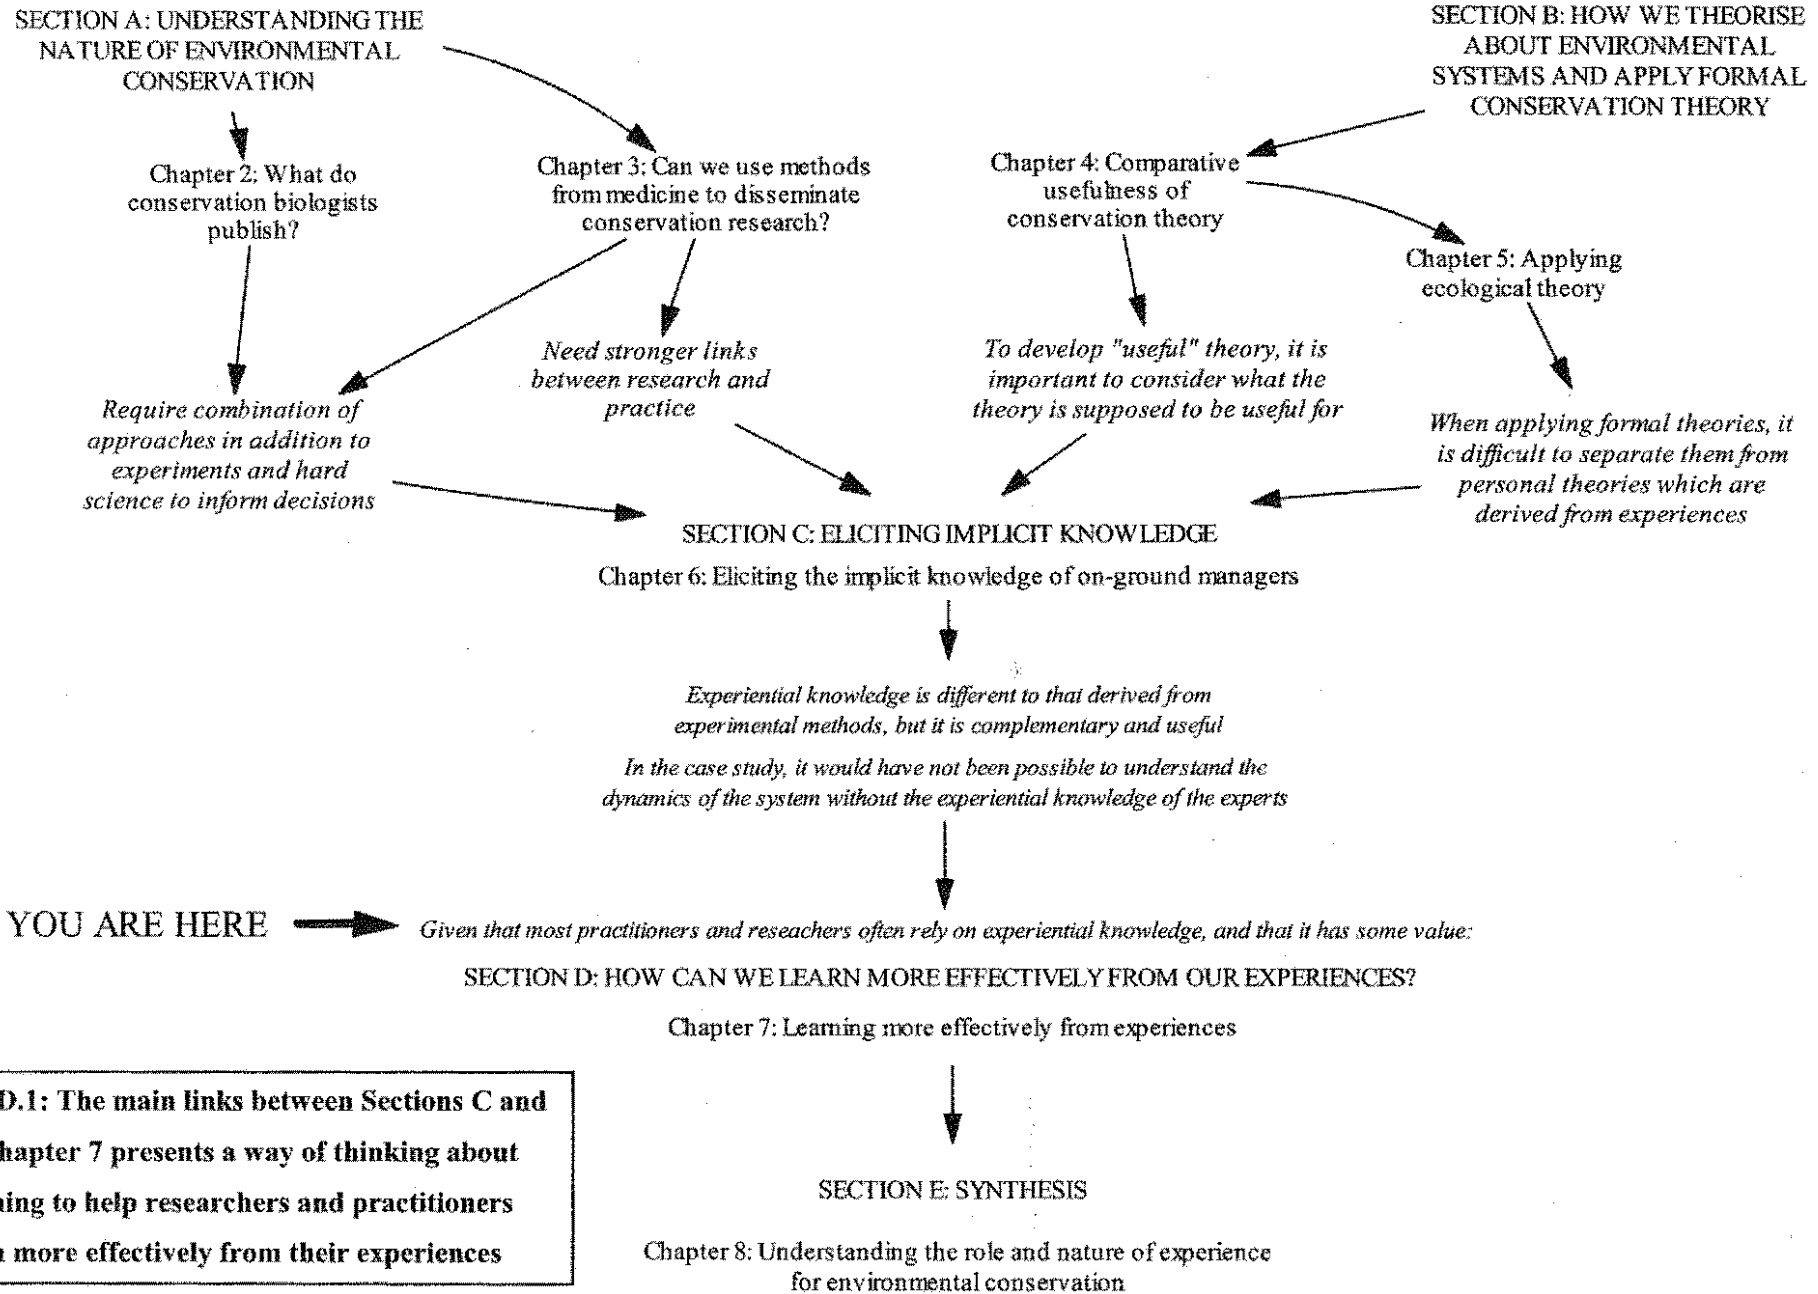 SECTION A: UNDERSTANDING THE
NATURE OF ENVIRONMENTAL
CONSERVATION
SECTION B: HOW WE THEORISE
ABOUT ENVIRONMENTAL
SYSTEMS AND APPLY FORMAL
CONSERVATION THEORY
Chapter 2: What do
conservation biologists
publish?
Chapter 3: Can we use methods
from medicine to disseminate
conservation research?
Chapter 4: Comparative
usefulness of
conservation theory
Chapter 5: Applying
ecological theory
Require combination of
approaches in addition to
experiments and hard
science to inform decisions
Need stronger links
between research and
practice
To develop "useful" theory, it is
important to consider what the
theory is supposed to be useful for
When applying formal theories, it
is difficult to separate them from
personal theories which are
derived from experiences
SECTION C: ELICITING IMPLICIT KNOWLEDGE
Chapter 6: Eliciting the implicit knowledge of on-ground managers
Experiential knowledge is different to that derived from
experimental methods, but it is complementary and useful
In the case study, it would have not been possible to understand the
dynamics of the system without the experiential knowledge of the experts
YOU ARE HERE
Given that most practitioners and reseachers often rely on experiential knowledge, and that it has some value:
SECTION D: HOW CAN WE LEARN MORE EFFECTIVELY FROM OUR EXPERIENCES?
Chapter 7: Learning more effectively from experiences
D.1: The main links between Sections C and
hapter 7 presents a way of thinking about
ing to help researchers and practitioners
more effectively from their experiences
SECTION E: SYNTHESIS
Chapter 8: Understanding the role and nature of experience
for environmental conservation